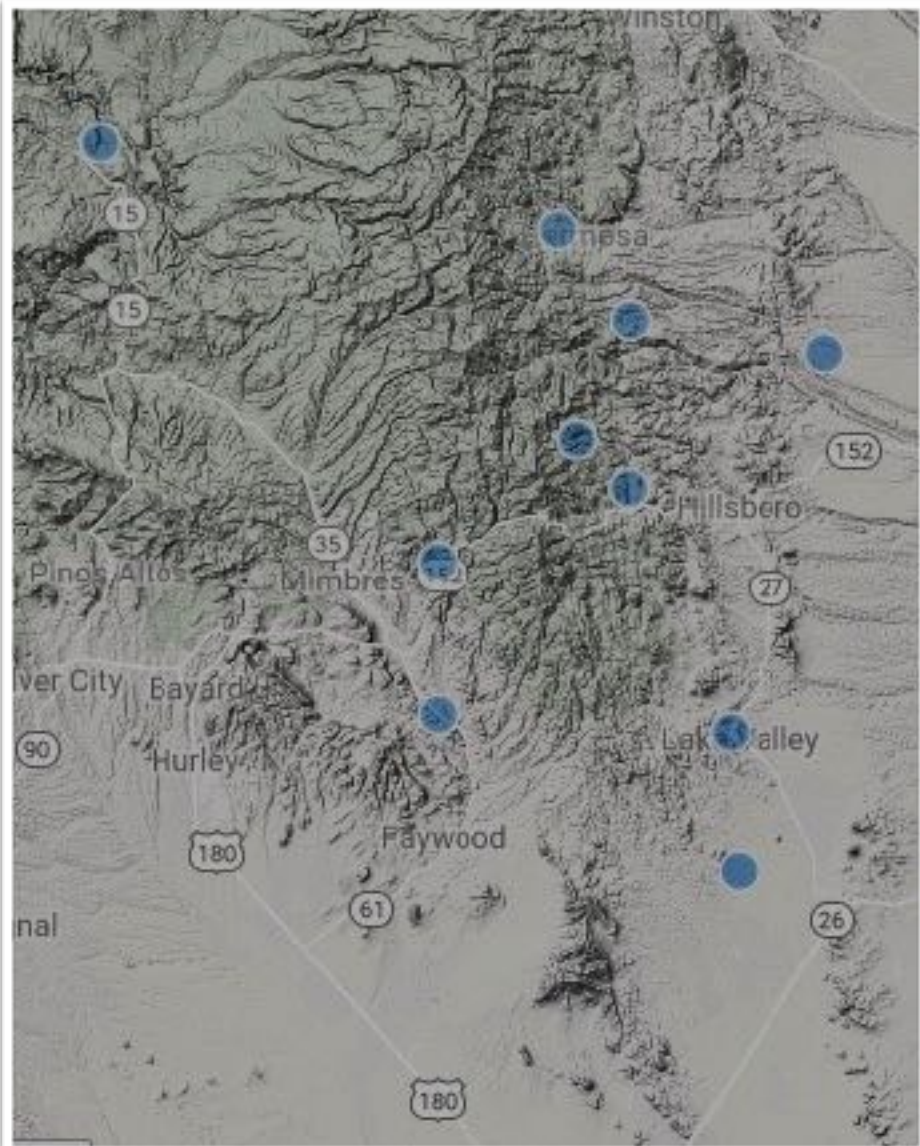 Winston
15
15
152
Hillsboro
35
Pinos Altos
Mimbres
27
ver City
Bayard
90
Hurley
Lake Valley
Faywood
180
61
26
nal
180